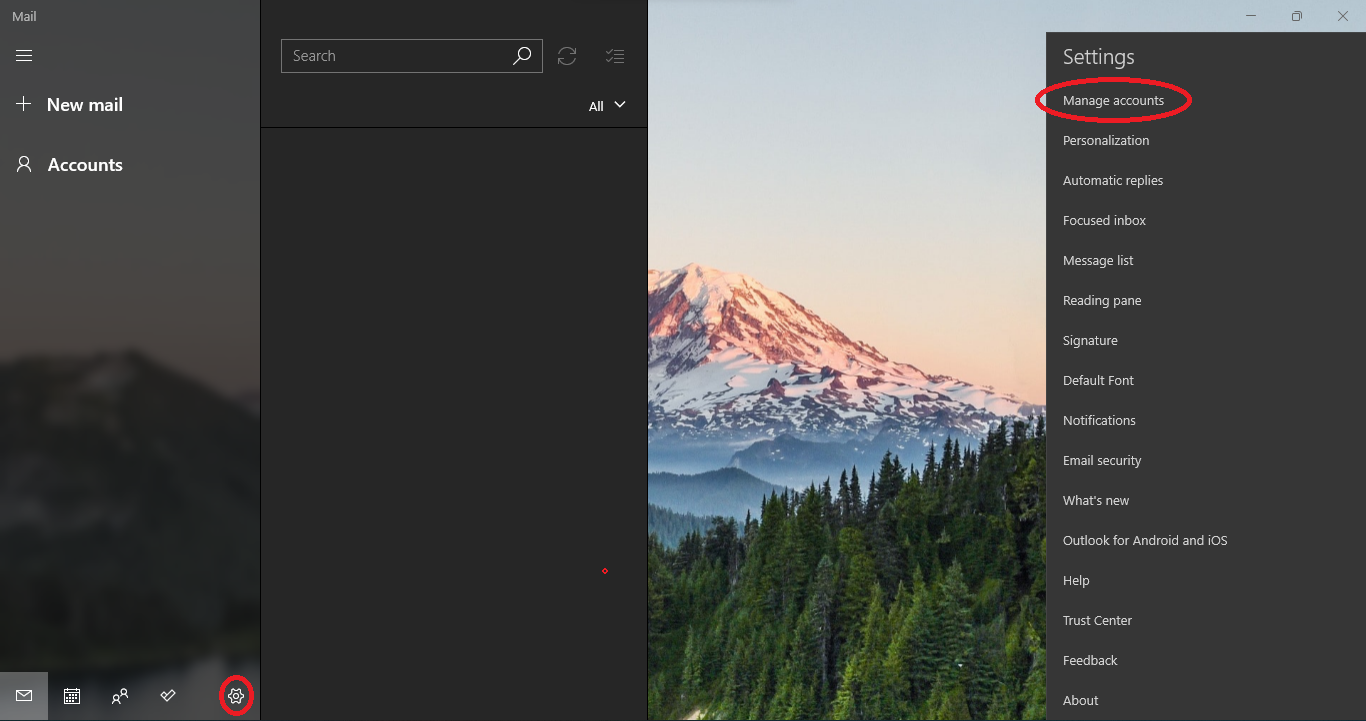 Mail
New mail
Accounts
Search
All
Settings
Manage accounts
Personalization
Automatic replies
Focused inbox
Message list
Reading pane
Signature
Default Font
Notifications
Email security
What's new
Outlook for Android and iOS
Help
Trust Center
Feedback
About